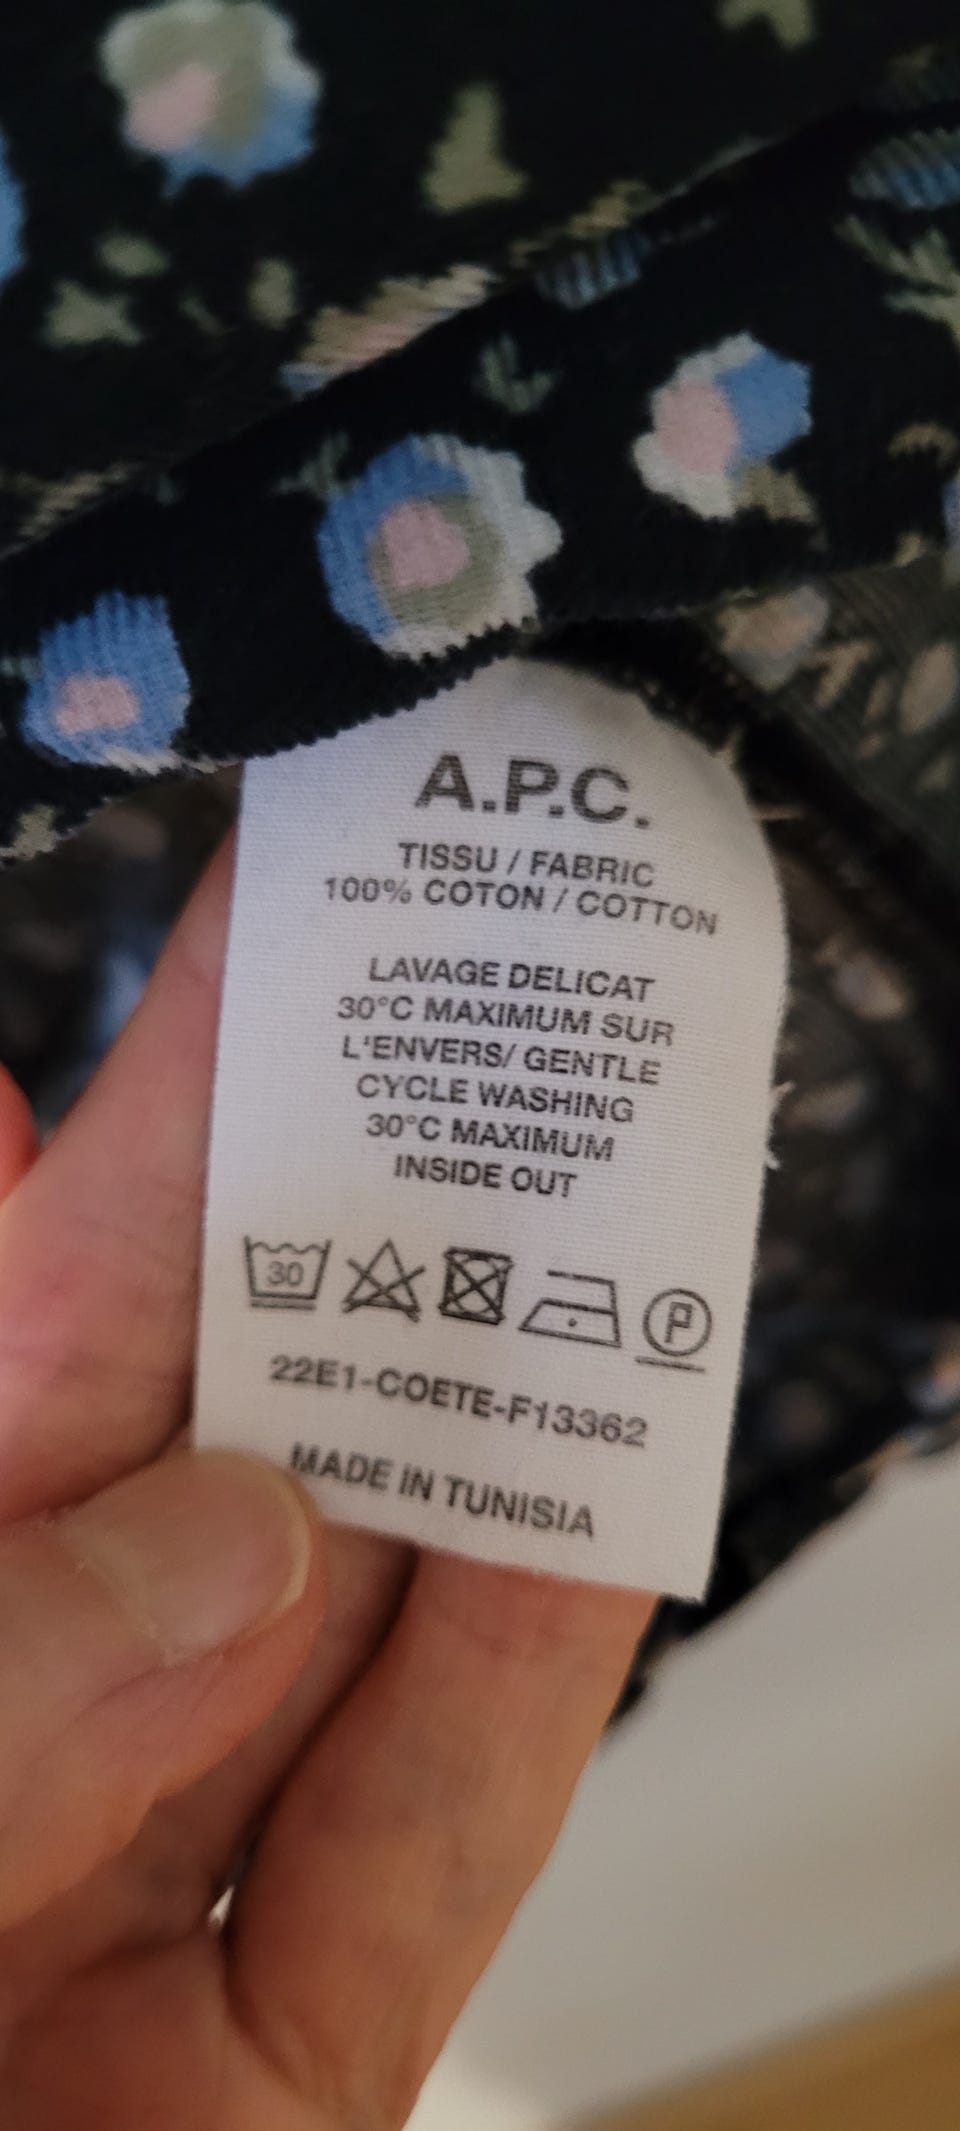 A.P.C.
TISSU / FABRIC
100% COTON / COTTON
LAVAGE DELICAT
30°C MAXIMUM SUR
L'ENVERS/ GENTLE
CYCLE WASHING
30°C MAXIMUM
INSIDE OUT
30 P
22E1-COETE-F13362
MADE IN TUNISIA